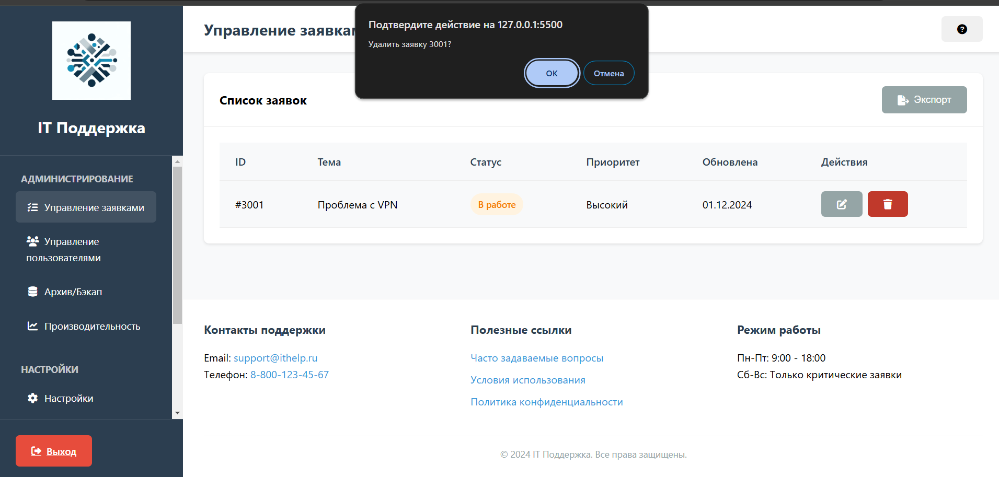 Подтвердите действие на 127.0.0.1:5500
Удалить заявку 3001?
ОК
Отмена
IT Поддержка
АДМИНИСТРИРОВАНИЕ
Управление заявками
Управление
пользователями
Архив/Бэкап
Производительность
НАСТРОЙКИ
Настройки
Выход
Управление
Список заявок
Экспорт
ID Тема Статус Приоритет Обновлена Действия
#3001 Проблема с VPN В работе Высокий 01.12.2024
Контакты поддержки
Email: support@ithelp.ru
Телефон: 8-800-123-45-67
Полезные ссылки
Часто задаваемые вопросы
Условия использования
Политика конфиденциальности
Режим работы
Пн-Пт: 9:00 - 18:00
Сб-Вс: Только критические заявки
© 2024 IT Поддержка. Все права защищены.